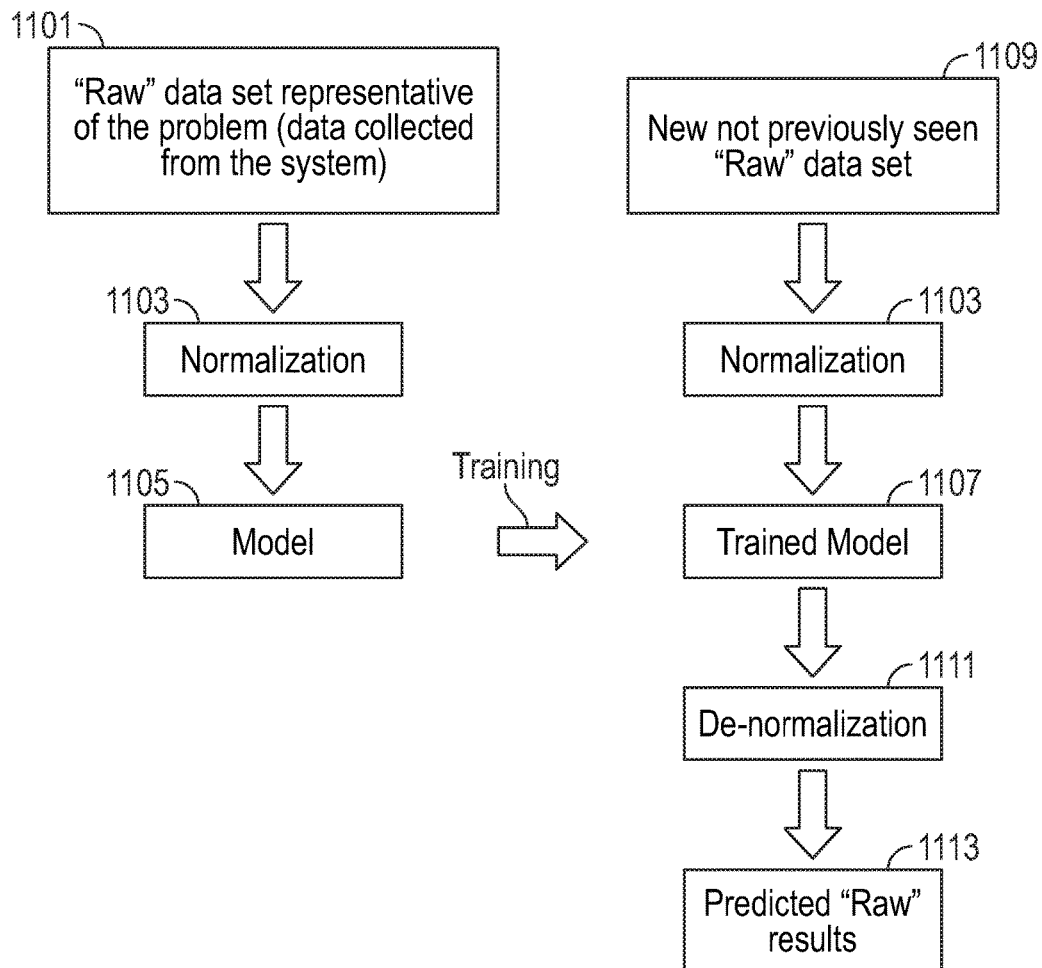 1101
“Raw” data set representative
of the problem (data collected
from the system)
1103
Normalization
1105
Model
Training
1109
New not previously seen
“Raw” data set
1103
Normalization
1107
Trained Model
1111
De-normalization
1113
Predicted “Raw”
results